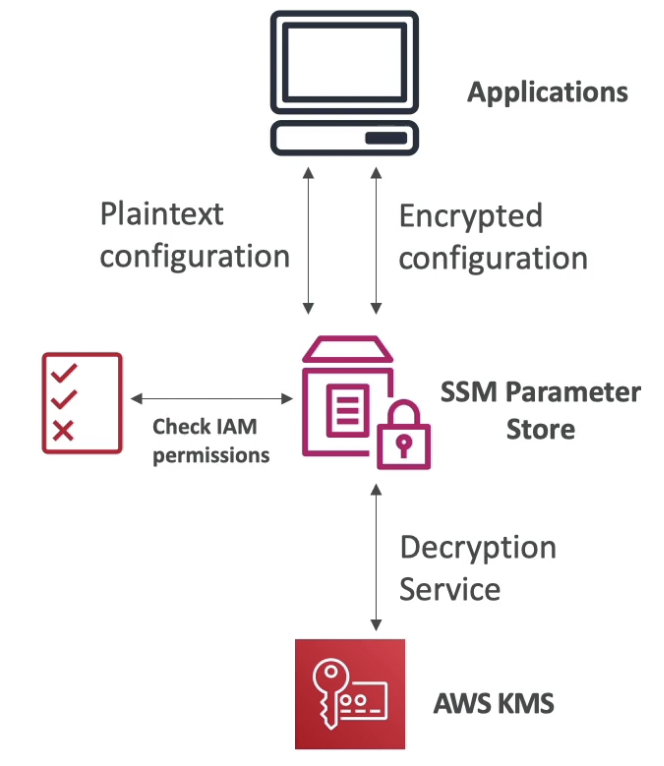 Applications
Plaintext
configuration
Encrypted
configuration
SSM Parameter
Store
Check IAM
permissions
Decryption
Service
AWS KMS